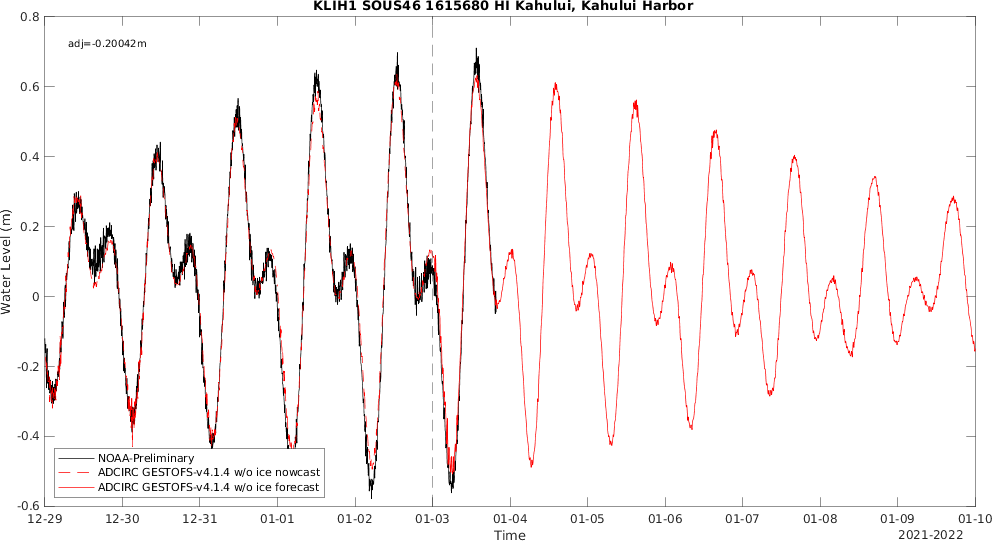 KLIH1 SOUS46 1615680 HI Kahului, Kahului Harbor
adj=-0.20042m
0.8
0.6
0.4
0.2
0
-0.2
-0.4
-0.6
Water Level (m)
NOAA-Preliminary
ADCIRC GESTOFS-v4.1.4 w/o ice nowcast
ADCIRC GESTOFS-v4.1.4 w/o ice forecast
12-29 12-30 12-31 01-01 01-02 01-03 01-04 01-05 01-06 01-07 01-08 01-09 01-10
Time
2021-2022